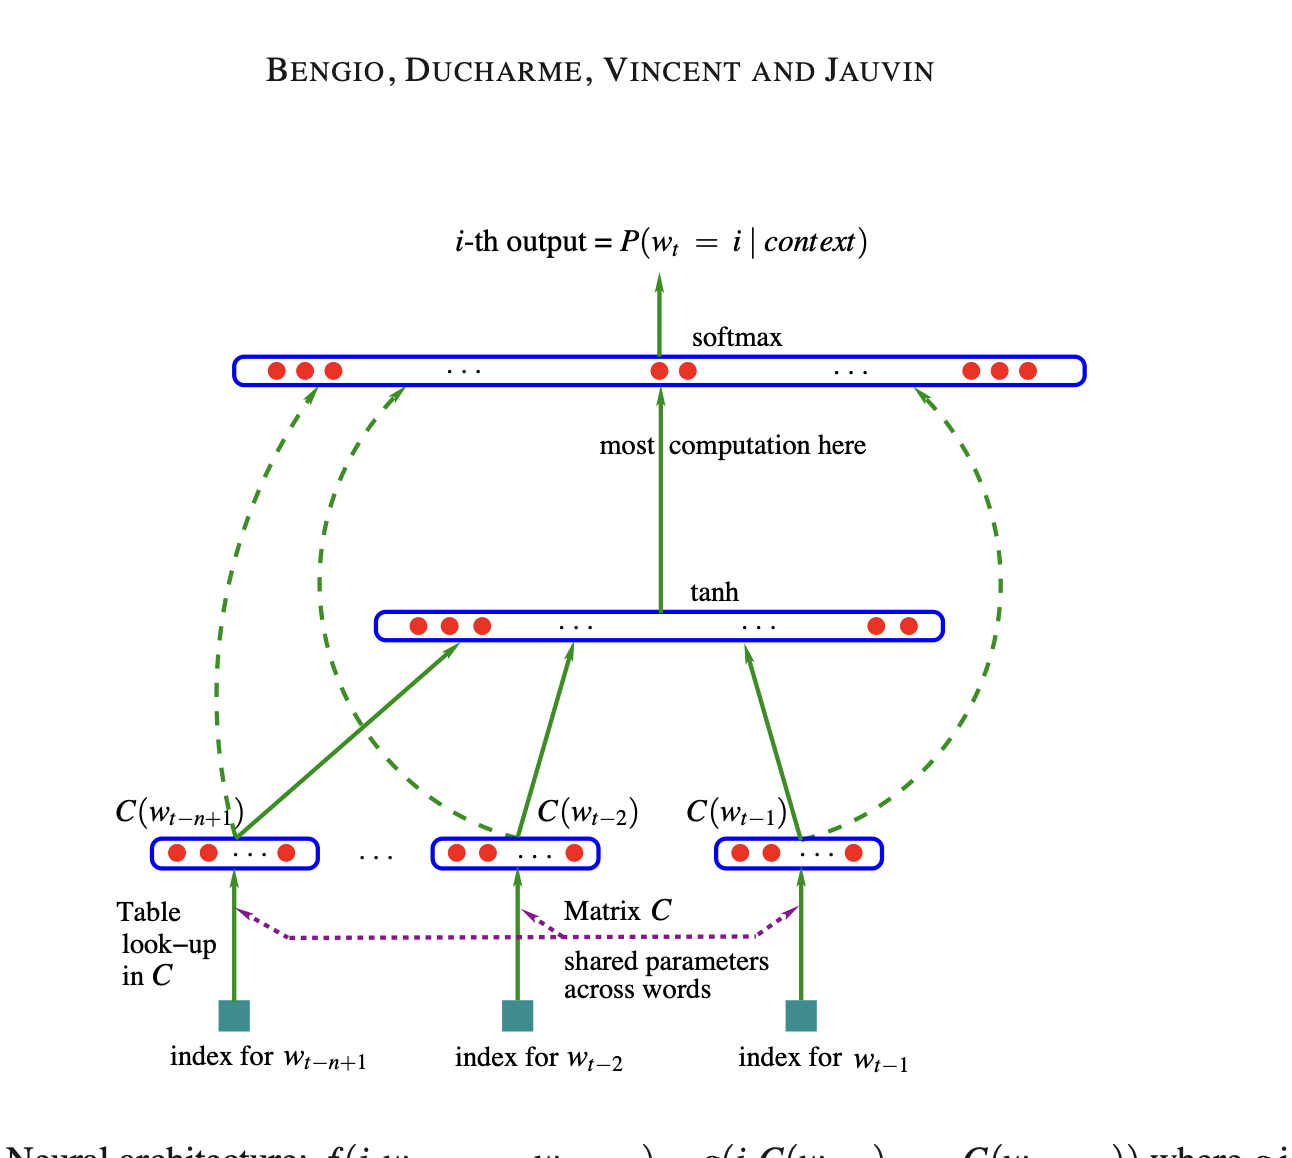 BENGIO, DUCHARME, VINCENT AND JAUVIN
i-th output = P(w_t = i | context)
softmax
. . .
. . .
most computation here
tanh
. . .
. . .
C(w_{t−n+1})
C(w_{t−2})
C(w_{t−1})
. . .
. . .
. . .
. . .
Table
look−up
in C
Matrix C
shared parameters
across words
index for w_{t−n+1}
index for w_{t−2}
index for w_{t−1}